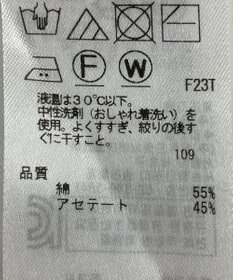 F
W
F23T
液温は30℃以下。
中性洗剤(おしゃれ着洗い)を
使用。よくすすぎ、絞りの後す
ぐに干すこと。
109
品質
綿 55%
アセテート 45%